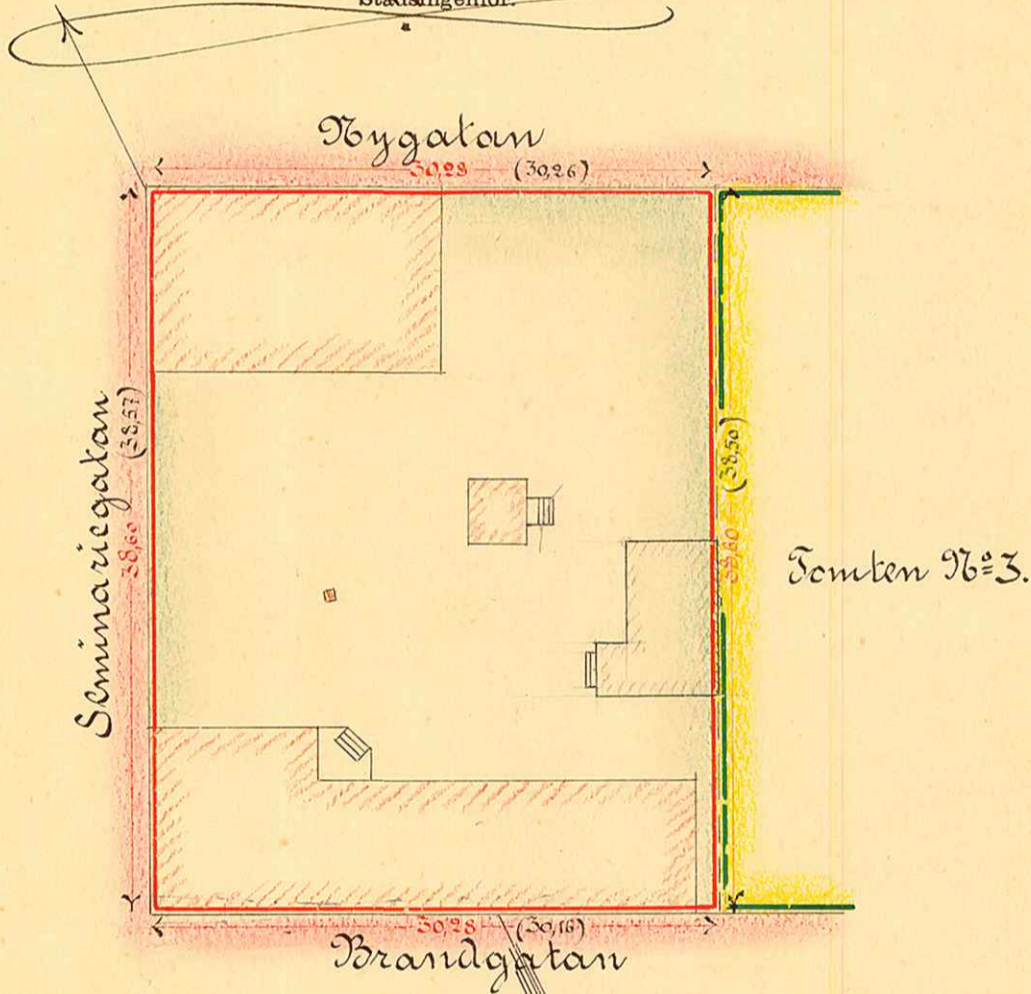 Stadsingeniör.
Nygatan
30,28 (30,26)
Seminariegatan
38,60 (38,57)
38,60 (38,50)
Tomten Nº 3.
30,28 (30,16)
Brandgatan